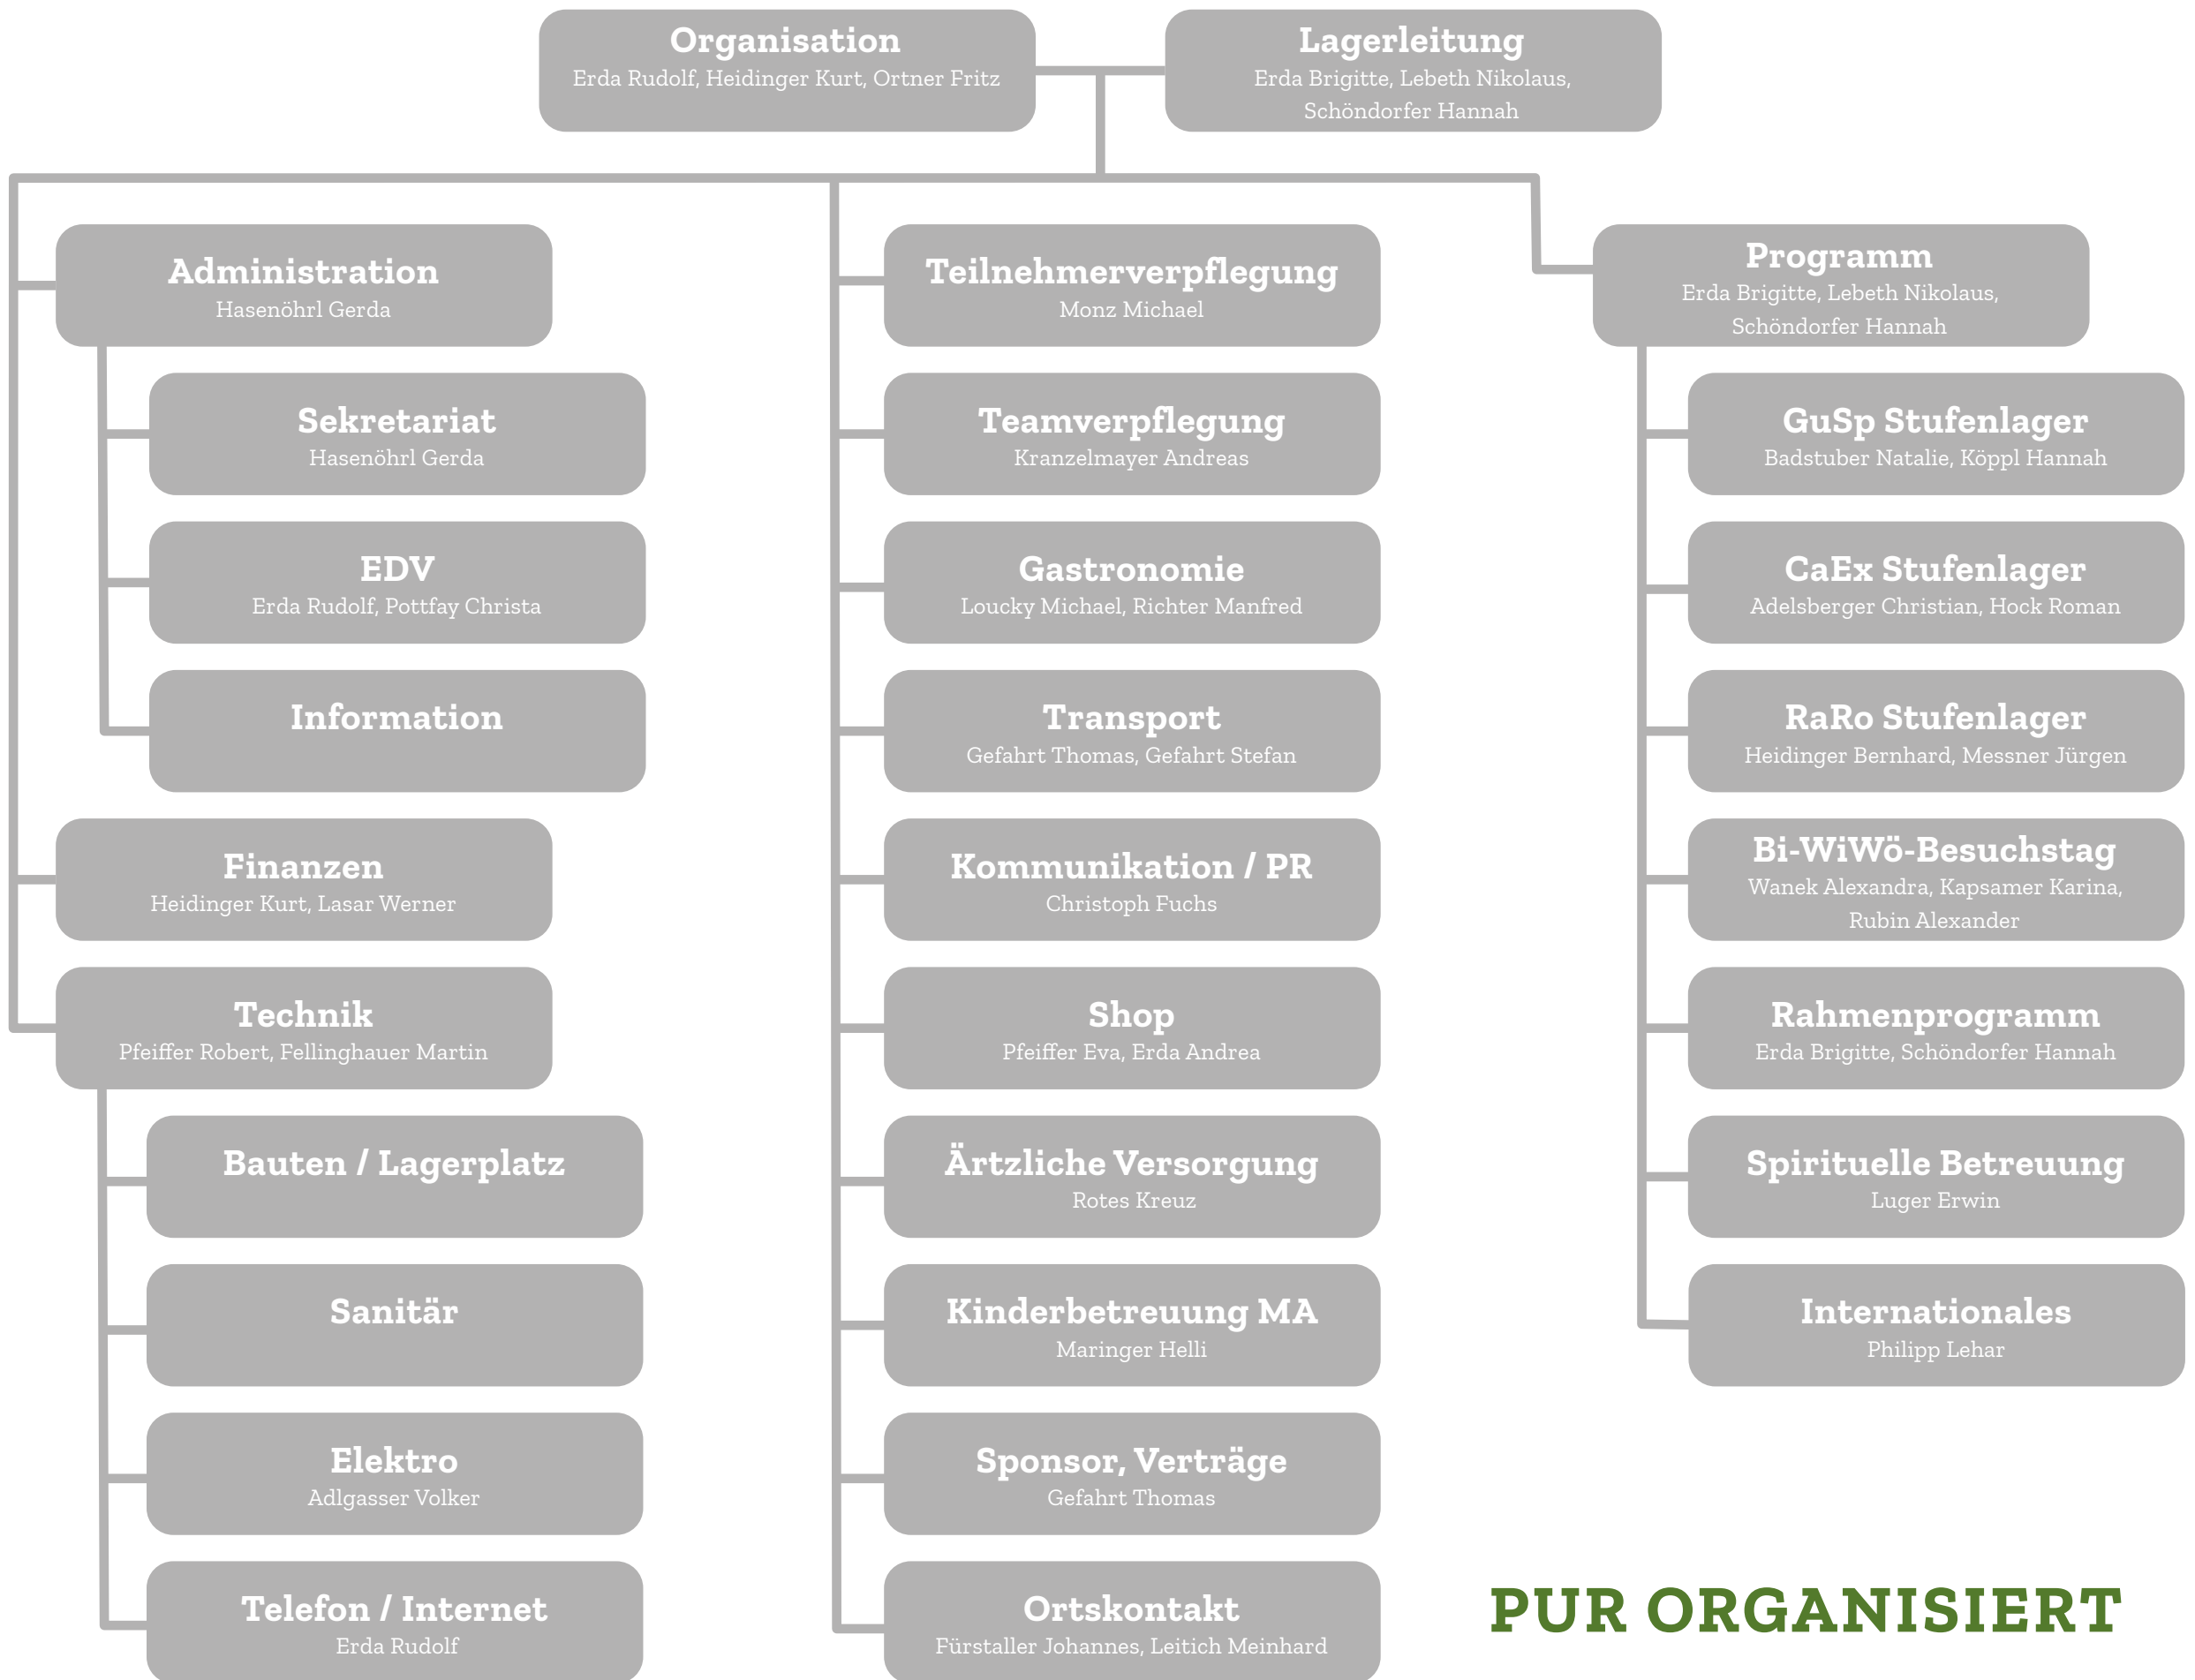 Organisation
Erda Rudolf, Heidinger Kurt, Ortner Fritz
Lagerleitung
Erda Brigitte, Lebeth Nikolaus,
Schöndorfer Hannah
Administration
Hasenöhrl Gerda
Sekretariat
Hasenöhrl Gerda
EDV
Erda Rudolf, Pottfay Christa
Information
Finanzen
Heidinger Kurt, Lasar Werner
Technik
Pfeiffer Robert, Fellinghauer Martin
Bauten / Lagerplatz
Sanitär
Elektro
Adlgasser Volker
Telefon / Internet
Erda Rudolf
Teilnehmerverpflegung
Monz Michael
Teamverpflegung
Kranzelmayer Andreas
Gastronomie
Loucky Michael, Richter Manfred
Transport
Gefahrt Thomas, Gefahrt Stefan
Kommunikation / PR
Christoph Fuchs
Shop
Pfeiffer Eva, Erda Andrea
Ärtzliche Versorgung
Rotes Kreuz
Kinderbetreuung MA
Maringer Helli
Sponsor, Verträge
Gefahrt Thomas
Ortskontakt
Fürstaller Johannes, Leitich Meinhard
Programm
Erda Brigitte, Lebeth Nikolaus,
Schöndorfer Hannah
GuSp Stufenlager
Badstuber Natalie, Köppl Hannah
CaEx Stufenlager
Adelsberger Christian, Hock Roman
RaRo Stufenlager
Heidinger Bernhard, Messner Jürgen
Bi-WiWö-Besuchstag
Wanek Alexandra, Kapsamer Karina,
Rubin Alexander
Rahmenprogramm
Erda Brigitte, Schöndorfer Hannah
Spirituelle Betreuung
Luger Erwin
Internationales
Philipp Lehar
PUR ORGANISIERT